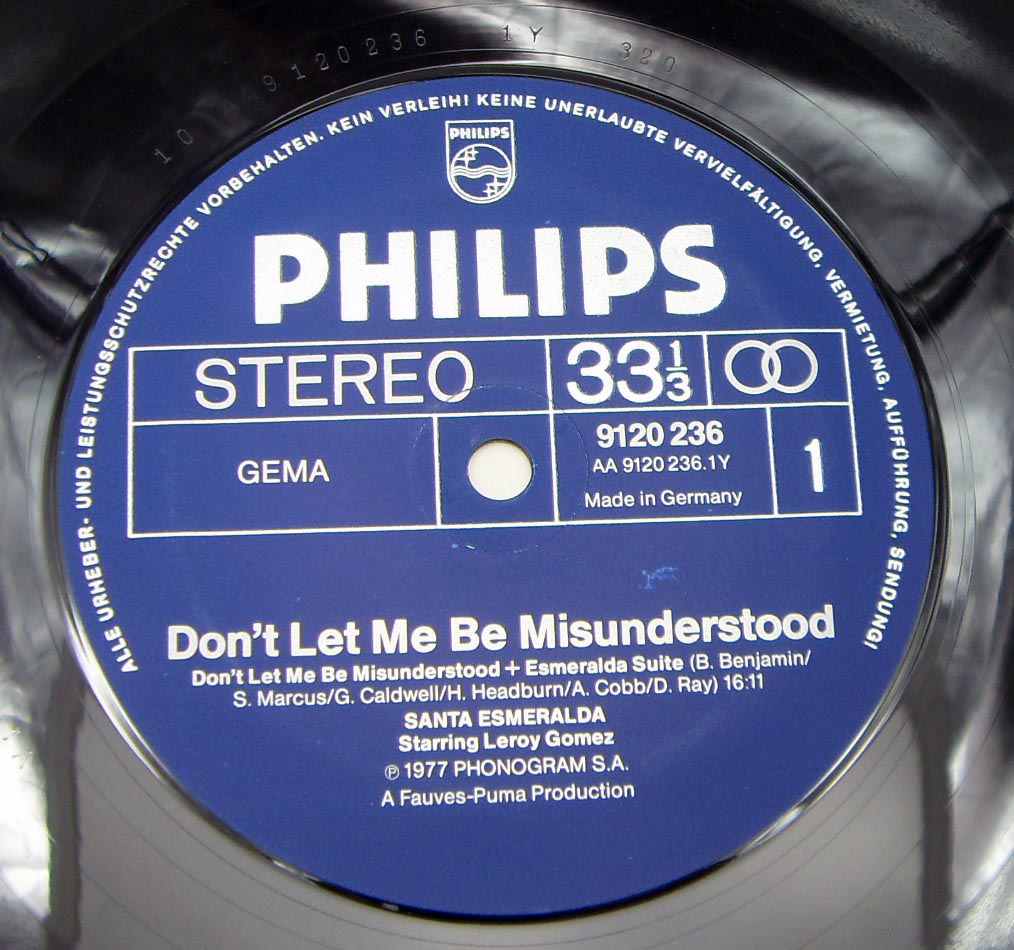 10 AA 9120236 1Y 320
ALLE URHEBER- UND LEISTUNGSSCHUTZRECHTE VORBEHALTEN. KEIN VERLEIH! KEINE UNERLAUBTE VERVIELFÄLTIGUNG, VERMIETUNG, AUFFÜHRUNG, SENDUNG!
PHILIPS
PHILIPS
STEREO
33 1/3
GEMA
9120 236
AA 9120 236.1Y
Made in Germany
1
Don't Let Me Be Misunderstood
Don't Let Me Be Misunderstood + Esmeralda Suite (B. Benjamin/
S. Marcus/G. Caldwell/H. Headburn/A. Cobb/D. Ray) 16:11
SANTA ESMERALDA
Starring Leroy Gomez
℗ 1977 PHONOGRAM S.A.
A Fauves-Puma Production